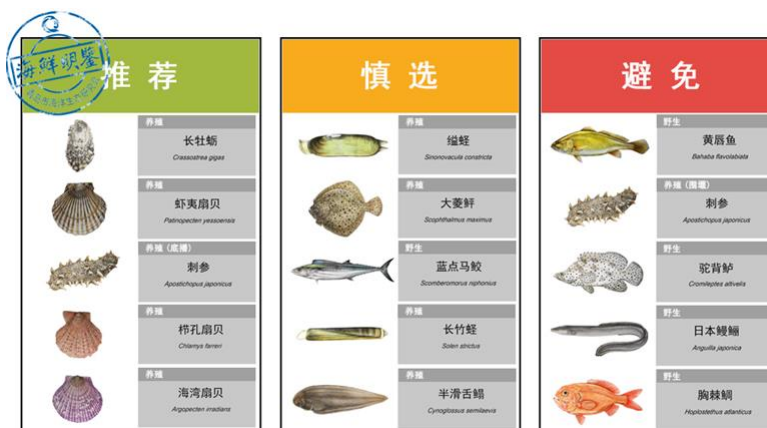 海鲜明鉴
推荐
慎选
避免
养殖
长牡蛎
Crassostrea gigas
养殖
虾夷扇贝
Patinopecten yessoensis
养殖（底播）
刺参
Apostichopus japonicus
养殖
栉孔扇贝
Chlamys farreri
养殖
海湾扇贝
Argopecten irradians
养殖
缢蛏
Sinonovacula constricta
养殖
大菱鲆
Scophthalmus maximus
野生
蓝点马鲛
Scomberomorus niphonius
养殖
长竹蛏
Solen strictus
养殖
半滑舌鳎
Cynoglossus semilaevis
野生
黄唇鱼
Bahaba flavolabiata
养殖（围堰）
刺参
Apostichopus japonicus
野生
驼背鲈
Cromileptes altivelis
野生
日本鳗鲡
Anguilla japonica
野生
胸棘鲷
Hoplostethus atlanticus